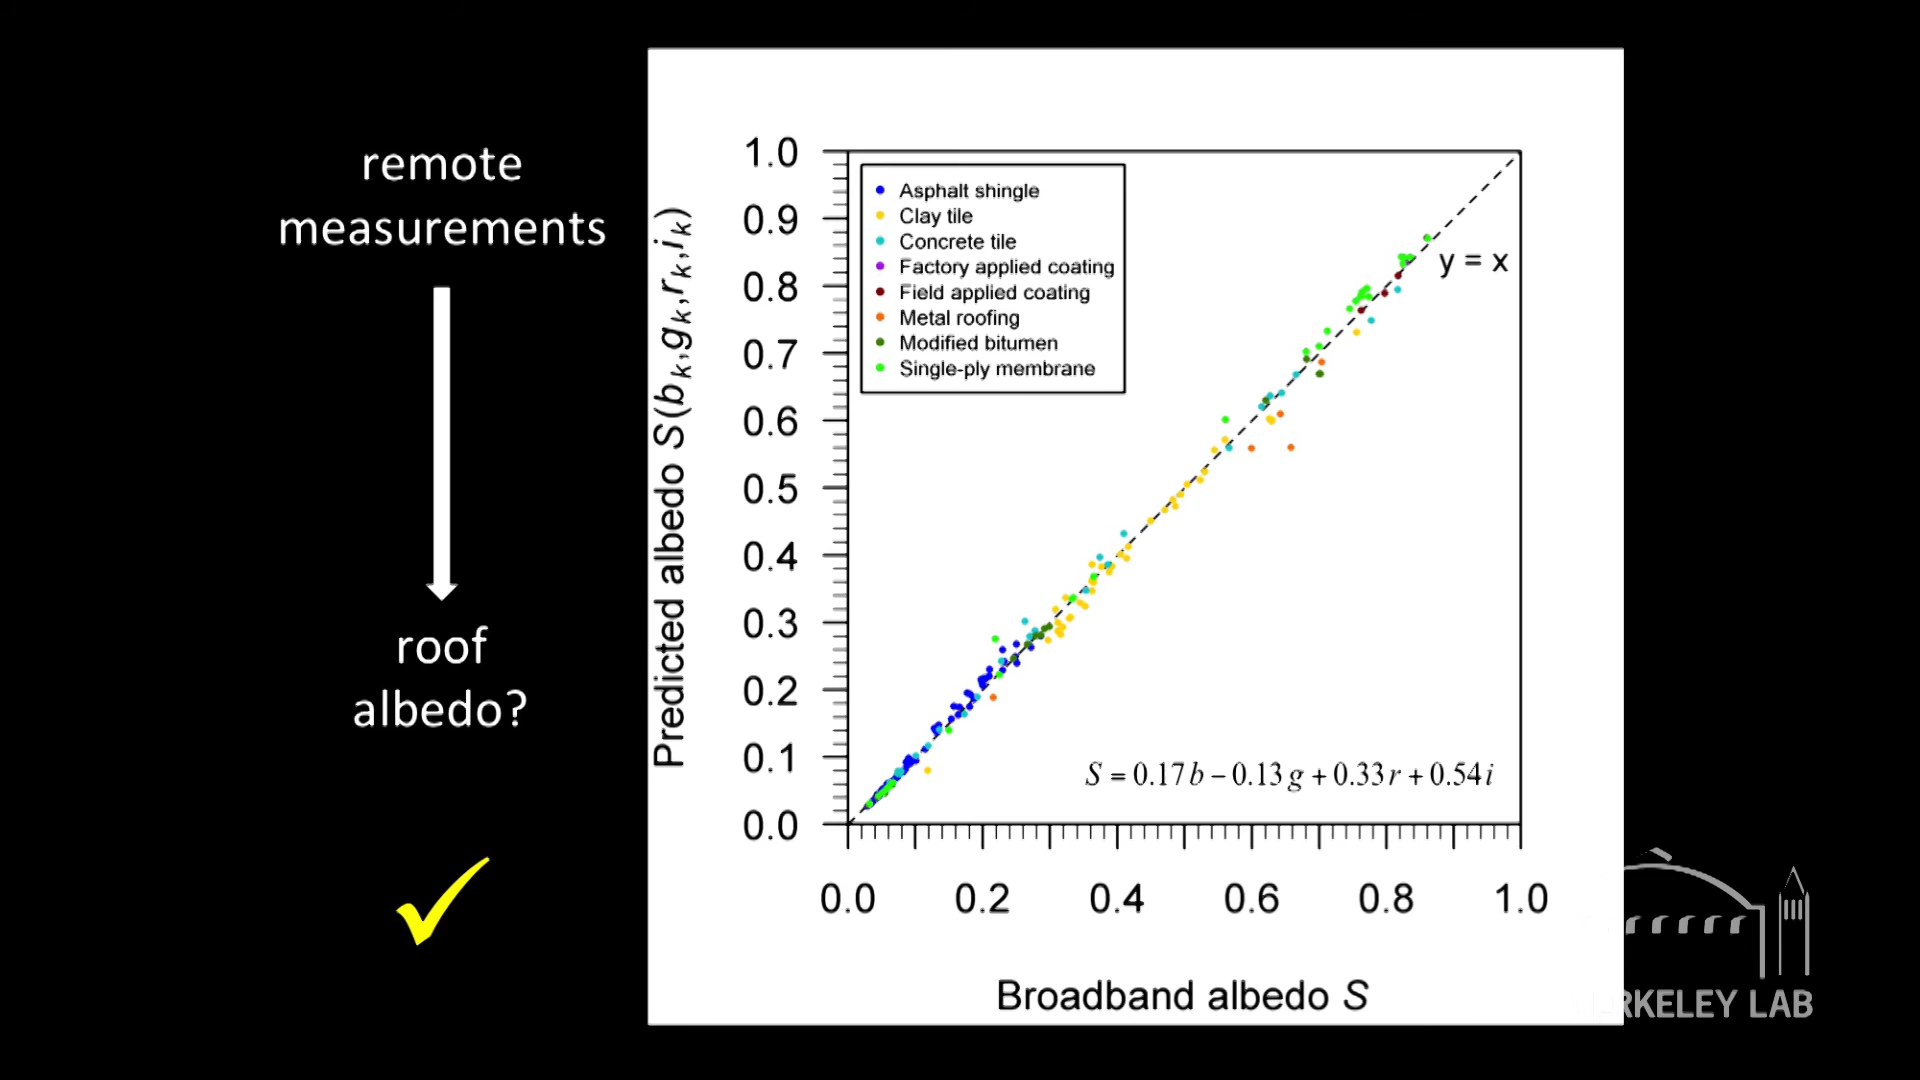 remote
measurements
roof
albedo?
Predicted albedo S(bk,gk,rk,ik)
1.0
0.9
0.8
0.7
0.6
0.5
0.4
0.3
0.2
0.1
0.0
Asphalt shingle
Clay tile
Concrete tile
Factory applied coating
Field applied coating
Metal roofing
Modified bitumen
Single-ply membrane
y = x
S = 0.17b − 0.13g + 0.33r + 0.54i
0.0 0.2 0.4 0.6 0.8 1.0
Broadband albedo S
RKELEY LAB